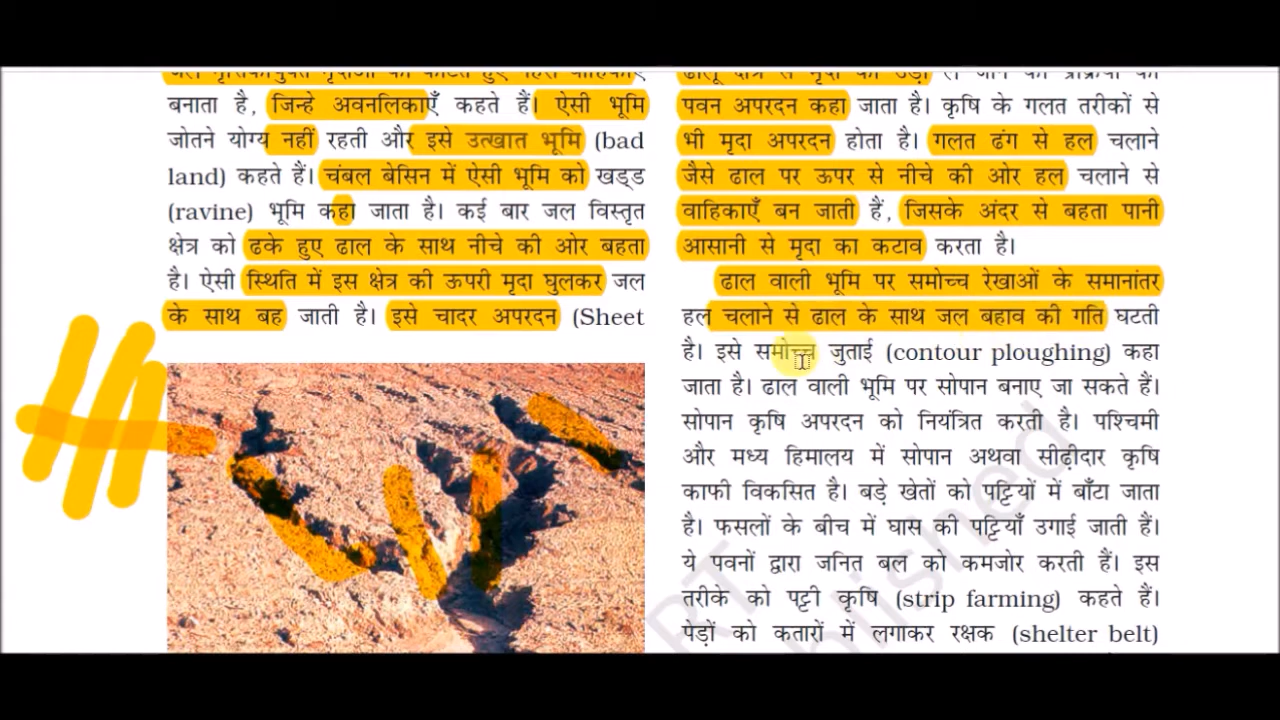 बनाता है, जिन्हे अवनलिकाएँ कहते हैं। ऐसी भूमि
जोतने योग्य नहीं रहती और इसे उत्खात भूमि (bad
land) कहते हैं। चंबल बेसिन में ऐसी भूमि को खड्ड
(ravine) भूमि कहा जाता है। कई बार जल विस्तृत
क्षेत्र को ढके हुए ढाल के साथ नीचे की ओर बहता
है। ऐसी स्थिति में इस क्षेत्र की ऊपरी मृदा घुलकर जल
के साथ बह जाती है। इसे चादर अपरदन (Sheet
पवन अपरदन कहा जाता है। कृषि के गलत तरीकों से
भी मृदा अपरदन होता है। गलत ढंग से हल चलाने
जैसे ढाल पर ऊपर से नीचे की ओर हल चलाने से
वाहिकाएँ बन जाती हैं, जिसके अंदर से बहता पानी
आसानी से मृदा का कटाव करता है।
ढाल वाली भूमि पर समोच्च रेखाओं के समानांतर
हल चलाने से ढाल के साथ जल बहाव की गति घटती
है। इसे समोच्च जुताई (contour ploughing) कहा
जाता है। ढाल वाली भूमि पर सोपान बनाए जा सकते हैं।
सोपान कृषि अपरदन को नियंत्रित करती है। पश्चिमी
और मध्य हिमालय में सोपान अथवा सीढ़ीदार कृषि
काफी विकसित है। बड़े खेतों को पट्टियों में बाँटा जाता
है। फसलों के बीच में घास की पट्टियाँ उगाई जाती हैं।
ये पवनों द्वारा जनित बल को कमजोर करती हैं। इस
तरीके को पट्टी कृषि (strip farming) कहते हैं।
पेड़ों को कतारों में लगाकर रक्षक (shelter belt)